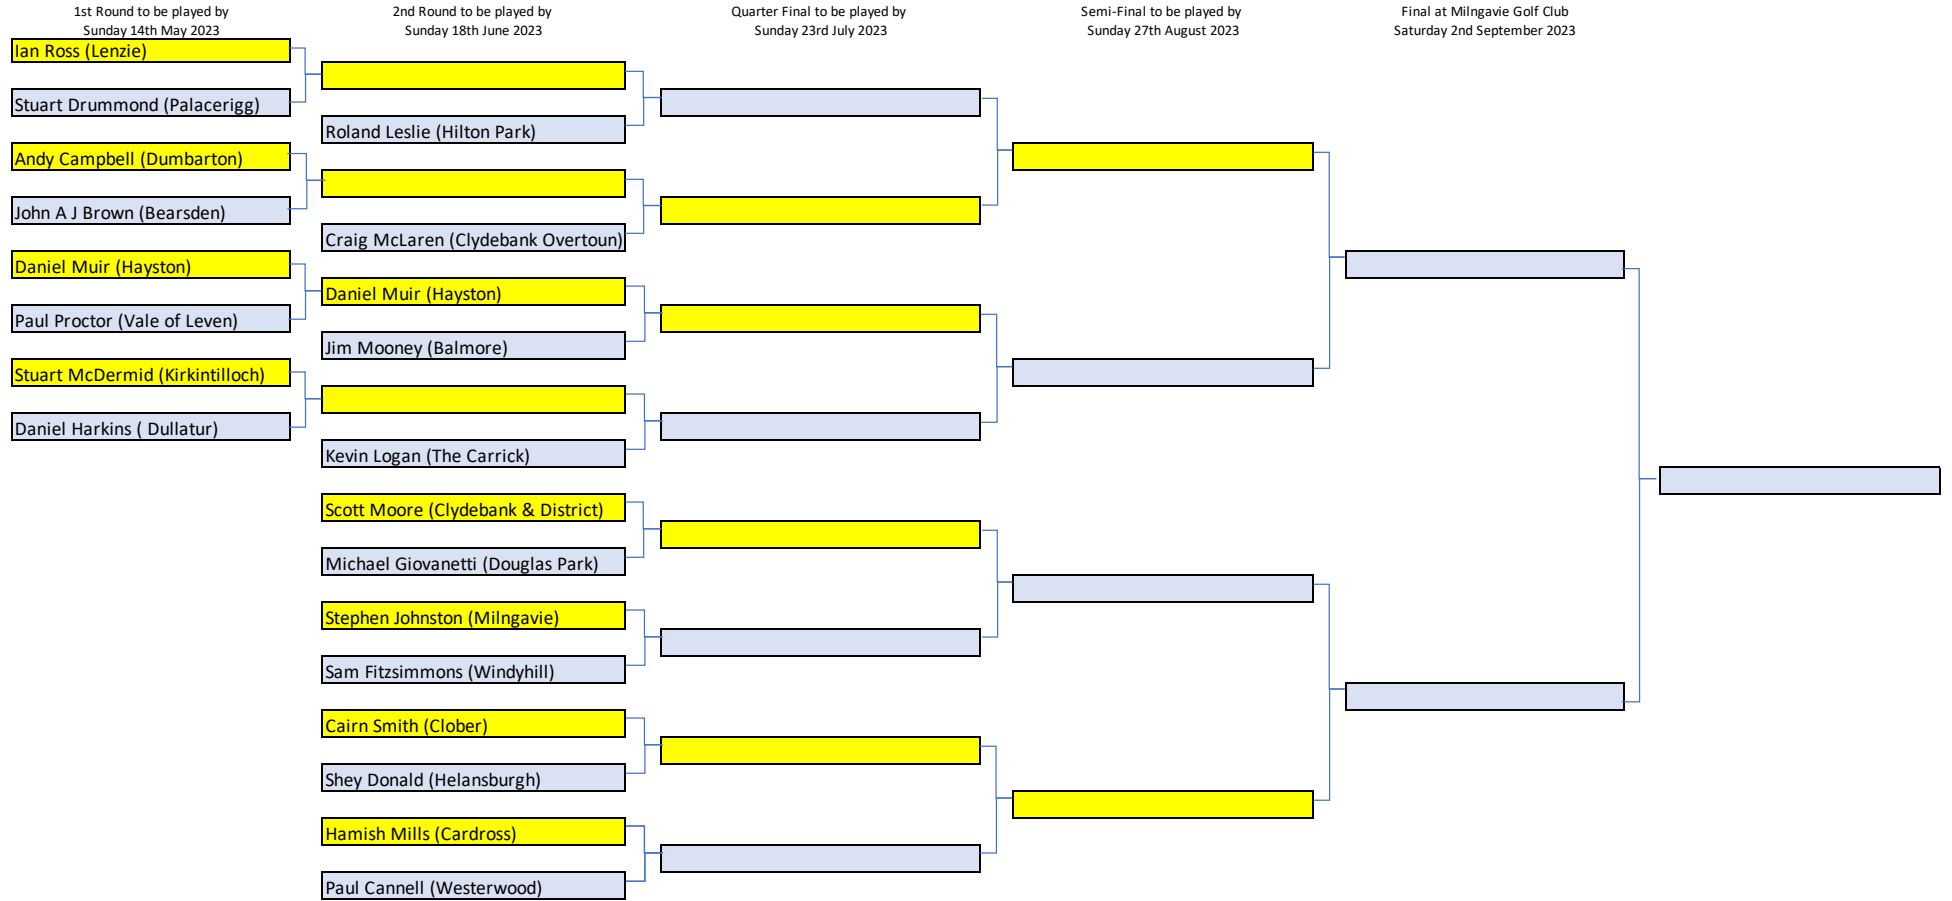 1st Round to be played by
Sunday 14th May 2023
2nd Round to be played by
Sunday 18th June 2023
Quarter Final to be played by
Sunday 23rd July 2023
Semi-Final to be played by
Sunday 27th August 2023
Final at Milngavie Golf Club
Saturday 2nd September 2023
Ian Ross (Lenzie)
Stuart Drummond (Palacerigg)
Andy Campbell (Dumbarton)
John A J Brown (Bearsden)
Daniel Muir (Hayston)
Paul Proctor (Vale of Leven)
Stuart McDermid (Kirkintilloch)
Daniel Harkins ( Dullatur)
Roland Leslie (Hilton Park)
Craig McLaren (Clydebank Overtoun)
Daniel Muir (Hayston)
Jim Mooney (Balmore)
Kevin Logan (The Carrick)
Scott Moore (Clydebank & District)
Michael Giovanetti (Douglas Park)
Stephen Johnston (Milngavie)
Sam Fitzsimmons (Windyhill)
Cairn Smith (Clober)
Shey Donald (Helansburgh)
Hamish Mills (Cardross)
Paul Cannell (Westerwood)